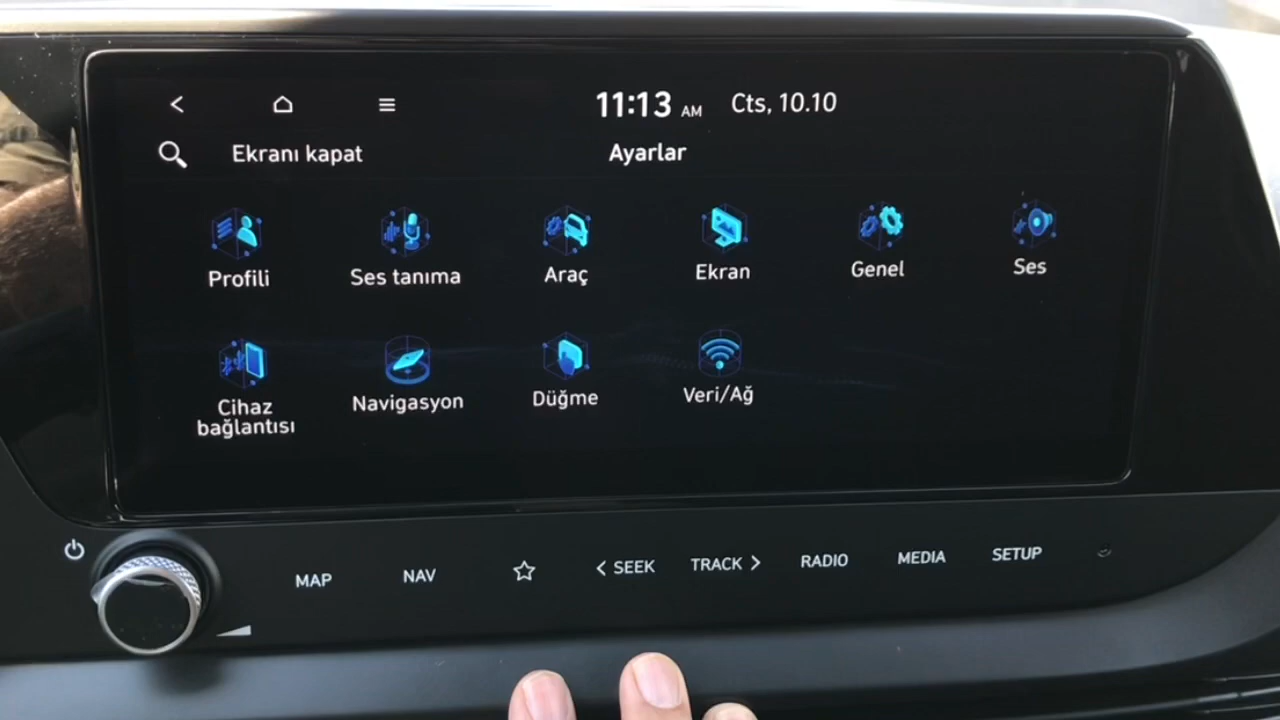 11:13 AM Cts, 10.10
Ekranı kapat Ayarlar
Profili Ses tanıma Araç Ekran Genel Ses
Cihaz bağlantısı Navigasyon Düğme Veri/Ağ
MAP NAV SEEK TRACK RADIO MEDIA SETUP